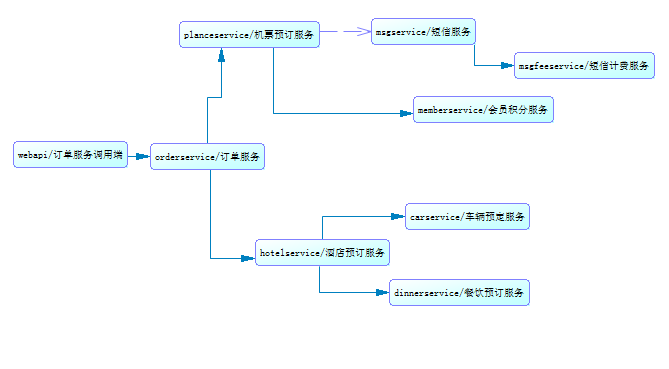 planceservice/机票预订服务
msgservice/短信服务
msgfeeservice/短信计费服务
memberservice/会员积分服务
webapi/订单服务调用端
orderservice/订单服务
carservice/车辆预定服务
hotelservice/酒店预订服务
dinnerservice/餐饮预订服务